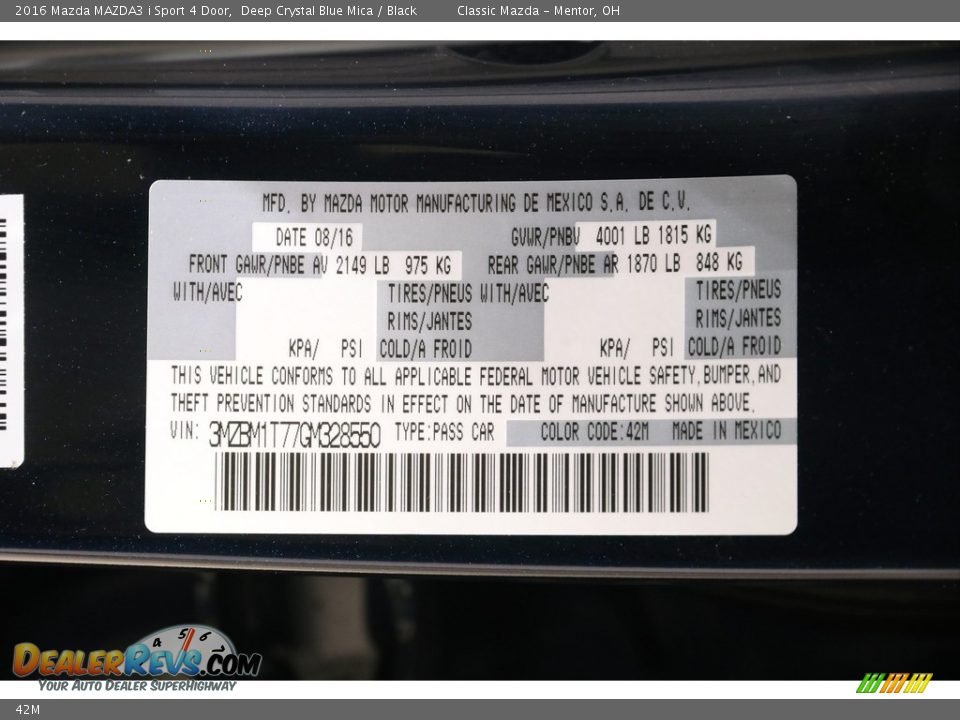 2016 Mazda MAZDA3 i Sport 4 Door, Deep Crystal Blue Mica / Black Classic Mazda - Mentor, OH
MFD. BY MAZDA MOTOR MANUFACTURING DE MEXICO S.A. DE C.V.
DATE 08/16 GVWR/PNBV 4001 LB 1815 KG
FRONT GAWR/PNBE AV 2149 LB 975 KG REAR GAWR/PNBE AR 1870 LB 848 KG
WITH/AVEC TIRES/PNEUS WITH/AVEC TIRES/PNEUS
RIMS/JANTES RIMS/JANTES
KPA/ PSI COLD/A FROID KPA/ PSI COLD/A FROID
THIS VEHICLE CONFORMS TO ALL APPLICABLE FEDERAL MOTOR VEHICLE SAFETY,BUMPER,AND
THEFT PREVENTION STANDARDS IN EFFECT ON THE DATE OF MANUFACTURE SHOWN ABOVE.
VIN: 3MZBM1T77GM328550 TYPE:PASS CAR COLOR CODE:42M MADE IN MEXICO
4 5 6
DEALERREVS.COM
YOUR AUTO DEALER SUPERHIGHWAY
42M